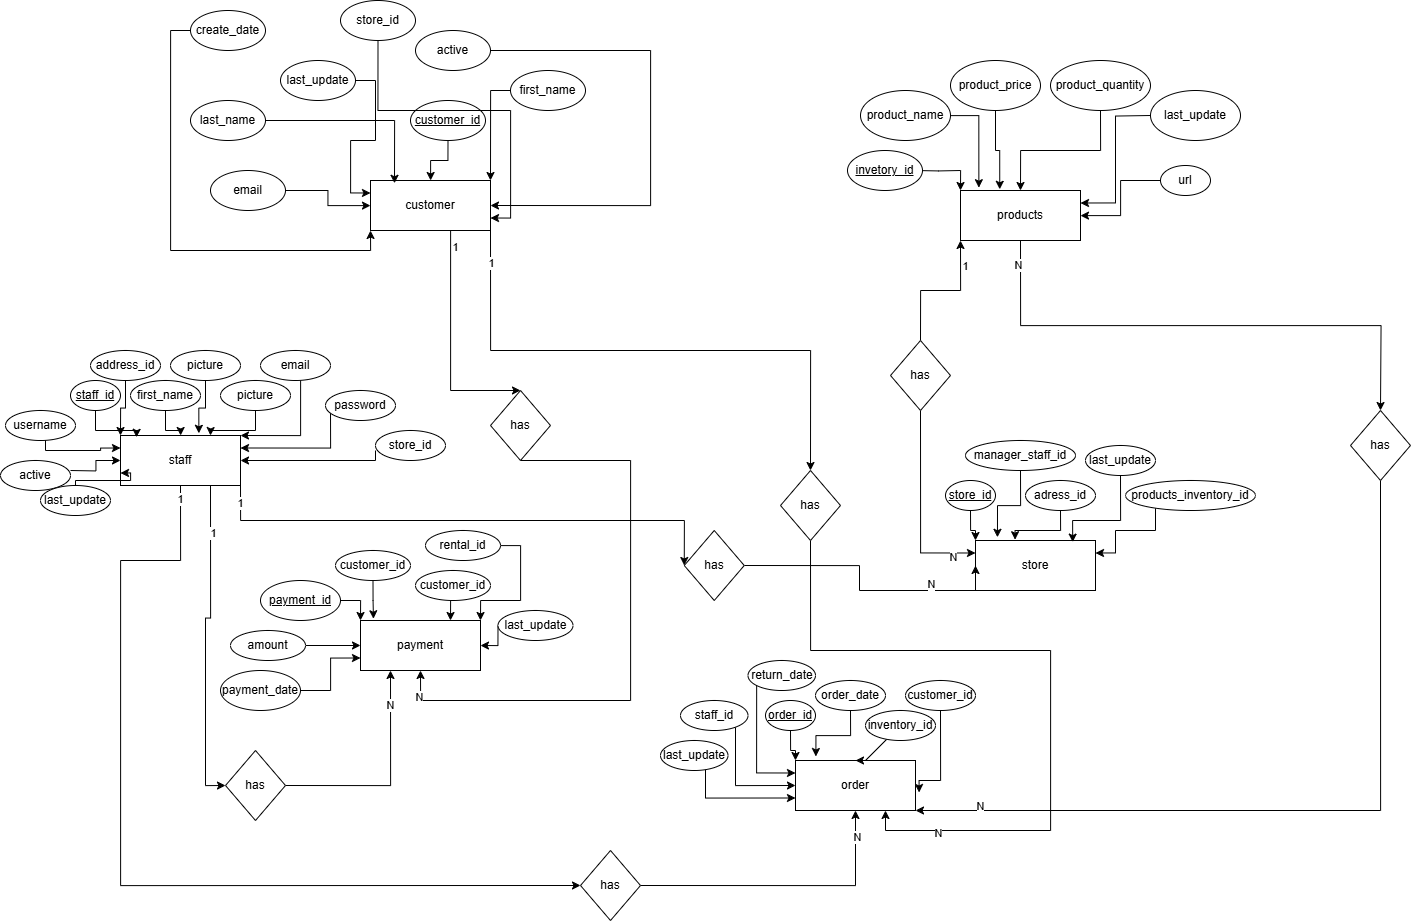 store_id
create_date
active
last_update
first_name
last_name
customer_id
email
customer
product_price
product_quantity
product_name
last_update
invetory_id
url
products
1
1
1
N
has
address_id
picture
email
staff_id
first_name
picture
password
username
store_id
staff
active
last_update
has
has
manager_staff_id
last_update
store_id
adress_id
products_inventory_id
1
1
1
has
rental_id
customer_id
customer_id
payment_id
N
store
has
N
last_update
amount
payment
payment_date
N
N
return_date
order_date
customer_id
staff_id
order_id
inventory_id
last_update
has
order
N
N
N
has